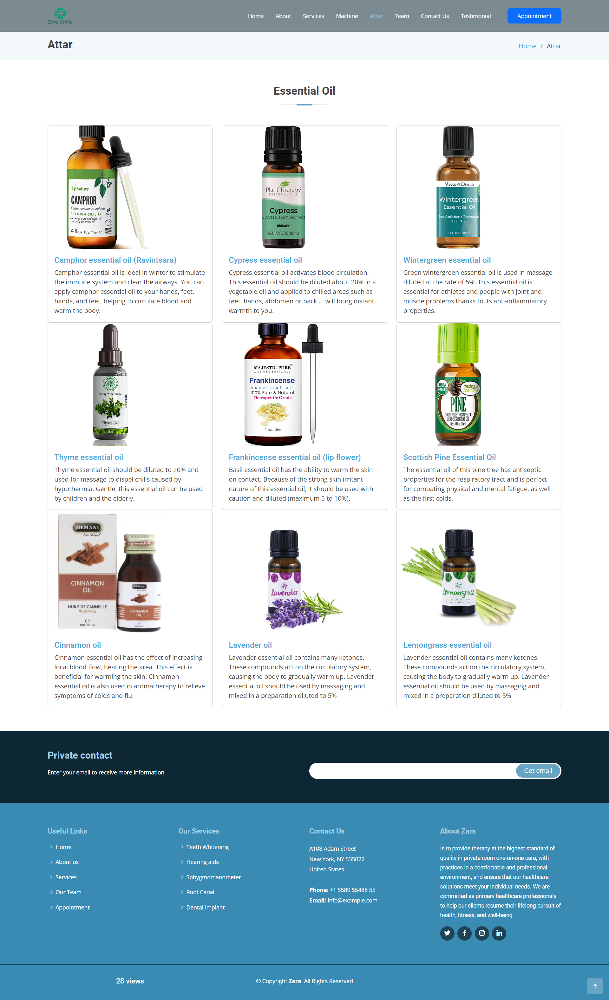 Zara Clinic
Home About Services Machine Attar Team Contact Us Testimonial Appointment
Attar
Home / Attar
Essential Oil
UpNature
CAMPHOR
Cinnamomum camphora
PREMIUM QUALITY
GMO
FREE
100% pure and natural
essential oil
4 fl.oz. (US) 118ml
Camphor essential oil (Ravintsara)
Camphor essential oil is ideal in winter to stimulate
the immune system and clear the airways. You can
apply camphor essential oil to your hands, feet,
hands, and feet, helping to circulate blood and
warm the body.
Plant Therapy
ESSENTIAL OILS
Cypress
Cupressus sempervirens
KidSafe
NET 1/3 FL. OZ. (10 mL)
Cypress essential oil
Cypress essential oil activates blood circulation.
This essential oil should be diluted about 20% in a
vegetable oil and applied to chilled areas such as
feet, hands, abdomen or back ... will bring instant
warmth to you.
Viva Doria
Wintergreen
Essential Oil
Pure Gaultheria Procumbens
Food Grade
1 FL OZ | 30 ML
Wintergreen essential oil
Green wintergreen essential oil is used in massage
diluted at the rate of 5%. This essential oil is
essential for athletes and people with joint and
muscle problems thanks to its anti-inflammatory
properties.
Swing With Nature
100%PURE
Thyme Oil
10ml
Thyme essential oil
Thyme essential oil should be diluted to 20% and
used for massage to dispel chills caused by
hypothermia. Gentle, this essential oil can be used
by children and the elderly.
MAJESTIC PURE™
COSMECEUTICALS
Frankincense
essential oil
100% Pure & Natural
Therapeutic Grade
1 fl. oz. | 30ml
Frankincense essential oil (lip flower)
Basil essential oil has the ability to warm the skin
on contact. Because of the strong skin irritant
nature of this essential oil, it should be used with
caution and diluted (maximum 5 to 10%).
USDA
ORGANIC
Healing
Solutions
PINE
100% PURE THERAPEUTIC
GRADE ESSENTIAL OIL
Net .33 floz (10ml)
Scottish Pine Essential Oil
The essential oil of this pine tree has antiseptic
properties for the respiratory tract and is perfect
for combating physical and mental fatigue, as well
as the first colds.
HEMANI
Live Natural
CINNAMON
OIL
HUILE DE CANNELLE
زيت القرفة
30 ML / 1.01 FL OZ
HEMANI
CINNAMON
OIL
Cinnamon oil
Cinnamon essential oil has the effect of increasing
local blood flow, heating the area. This effect is
beneficial for warming the skin. Cinnamon
essential oil is also used in aromatherapy to relieve
symptoms of colds and flu.
Lavender
Lavender oil
Lavender essential oil contains many ketones.
These compounds act on the circulatory system,
causing the body to gradually warm up. Lavender
essential oil should be used by massaging and
mixed in a preparation diluted to 5%
Lemongrass
ESSENTIAL OIL
Lemongrass essential oil
Lavender essential oil contains many ketones.
These compounds act on the circulatory system,
causing the body to gradually warm up. Lavender
essential oil should be used by massaging and
mixed in a preparation diluted to 5%
Private contact
Enter your email to receive more information
Get email
Useful Links
Home
About us
Services
Our Team
Appointment
Our Services
Teeth Whitening
Hearing aids
Sphygmomanometer
Root Canal
Dental Implant
Contact Us
A108 Adam Street
New York, NY 535022
United States
Phone: +1 5589 55488 55
Email: info@example.com
About Zara
Is to provide therapy at the highest standard of
quality in private room one-on-one care, with
practices in a comfortable and professional
environment, and ensure that our healthcare
solutions meet your individual needs. We are
committed as primary healthcare professionals
to help our clients resume their lifelong pursuit of
health, fitness, and well-being.
28 views
© Copyright Zara. All Rights Reserved